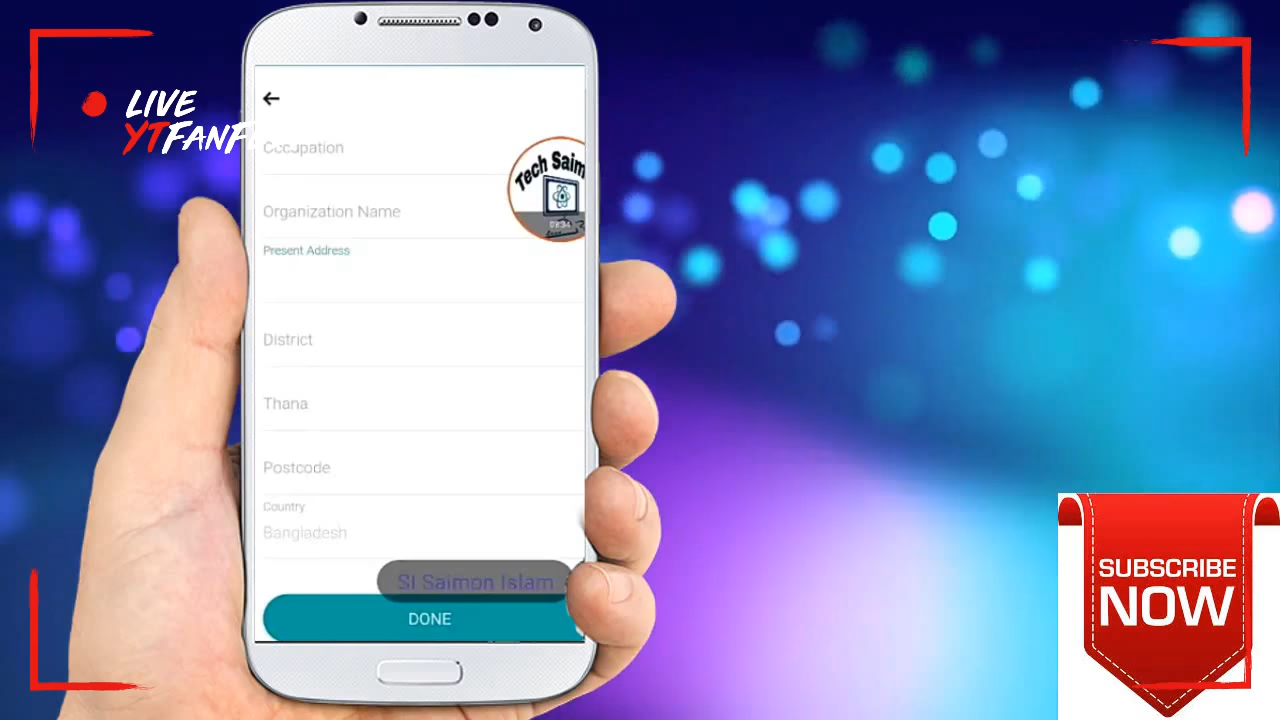 LIVE
YTFANF
Occupation
Tech Saim
Organization Name
Present Address
District
Thana
Postcode
Country
Bangladesh
SI Saimon Islam
DONE
SUBSCRIBE
NOW